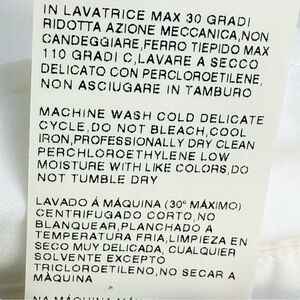 IN LAVATRICE MAX 30 GRADI
RIDOTTA AZIONE MECCANICA,NON
CANDEGGIARE,FERRO TIEPIDO MAX
110 GRADI C,LAVARE A SECCO
DELICATO CON PERCLOROETILENE,
NON ASCIUGARE IN TAMBURO
MACHINE WASH COLD DELICATE
CYCLE,DO NOT BLEACH,COOL
IRON,PROFESSIONALLY DRY CLEAN
PERCHLOROETHYLENE LOW
MOISTURE WITH LIKE COLORS,DO
NOT TUMBLE DRY
LAVADO Á MÁQUINA (30° MÁXIMO)
CENTRIFUGADO CORTO,NO
BLANQUEAR,PLANCHADO A
TEMPERATURA FRIA,LIMPIEZA EN
SECO MUY DELICADA, CUALQUIER
SOLVENTE EXCEPTO
TRICLOROETILENO,NO SECAR A
MÀQUINA
NA MÁQUINA